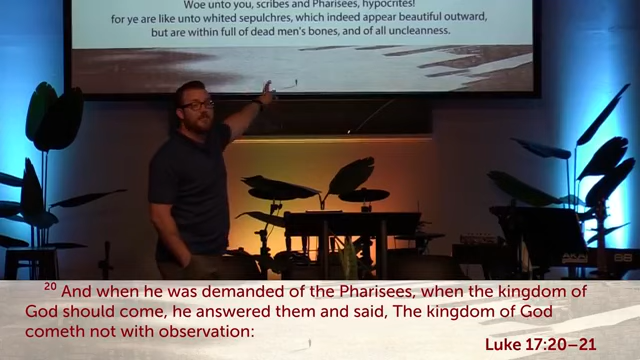 Woe unto you, scribes and Pharisees, hypocrites!
for ye are like unto whited sepulchres, which indeed appear beautiful outward,
but are within full of dead men's bones, and of all uncleanness.
AKAI
20 And when he was demanded of the Pharisees, when the kingdom of
God should come, he answered them and said, The kingdom of God
cometh not with observation:
Luke 17:20–21